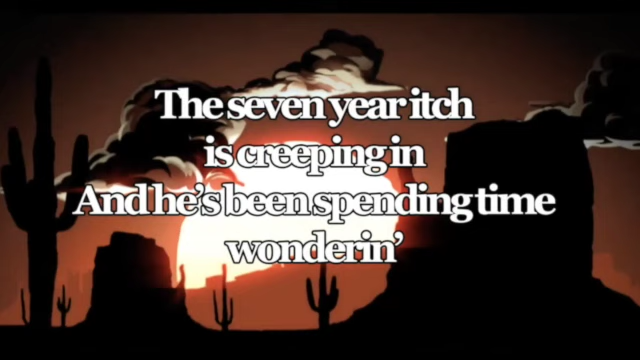 The seven year itch
is creeping in
And he's been spending time
wonderin'